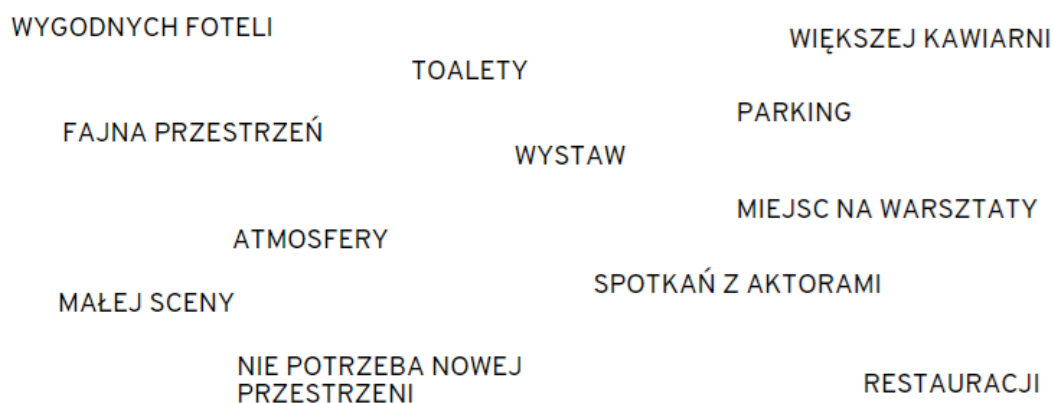 WYGODNYCH FOTELI
WIĘKSZEJ KAWIARNI
TOALETY
PARKING
FAJNA PRZESTRZEŃ
WYSTAW
MIEJSC NA WARSZTATY
ATMOSFERY
SPOTKAŃ Z AKTORAMI
MAŁEJ SCENY
NIE POTRZEBA NOWEJ
PRZESTRZENI
RESTAURACJI